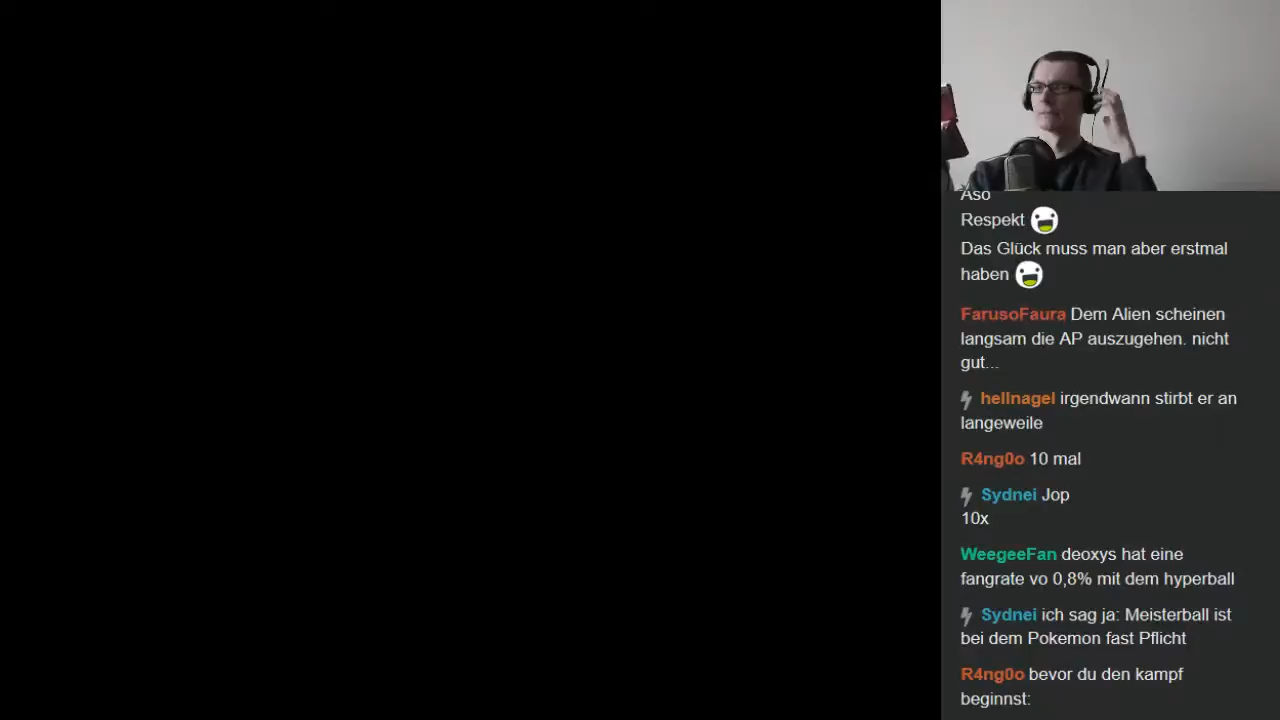 Aso
Respekt
Das Glück muss man aber erstmal
haben
FarusoFaura Dem Alien scheinen
langsam die AP auszugehen. nicht
gut...
hellnagel irgendwann stirbt er an
langeweile
R4ng0o 10 mal
Sydnei Jop
10x
WeegeeFan deoxys hat eine
fangrate vo 0,8% mit dem hyperball
Sydnei ich sag ja: Meisterball ist
bei dem Pokemon fast Pflicht
R4ng0o bevor du den kampf
beginnst: